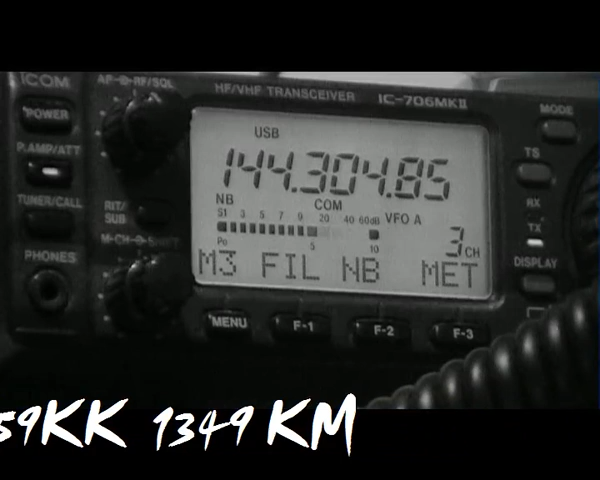 ICOM
AF-⊙-RF/SQL
HF/VHF TRANSCEIVER IC-706MKII
POWER
MODE
USB
P.AMP/ATT
144.304.85
TS
NB COM
TUNER/CALL
RIT/
SUB
S1 3 5 7 9 20 40 60dB VFO A
RX
TX
Po 5 10
3CH
M-CH
PHONES
M3 FIL NB MET
DISPLAY
MENU F-1 F-2 F-3
59KK 1349 KM